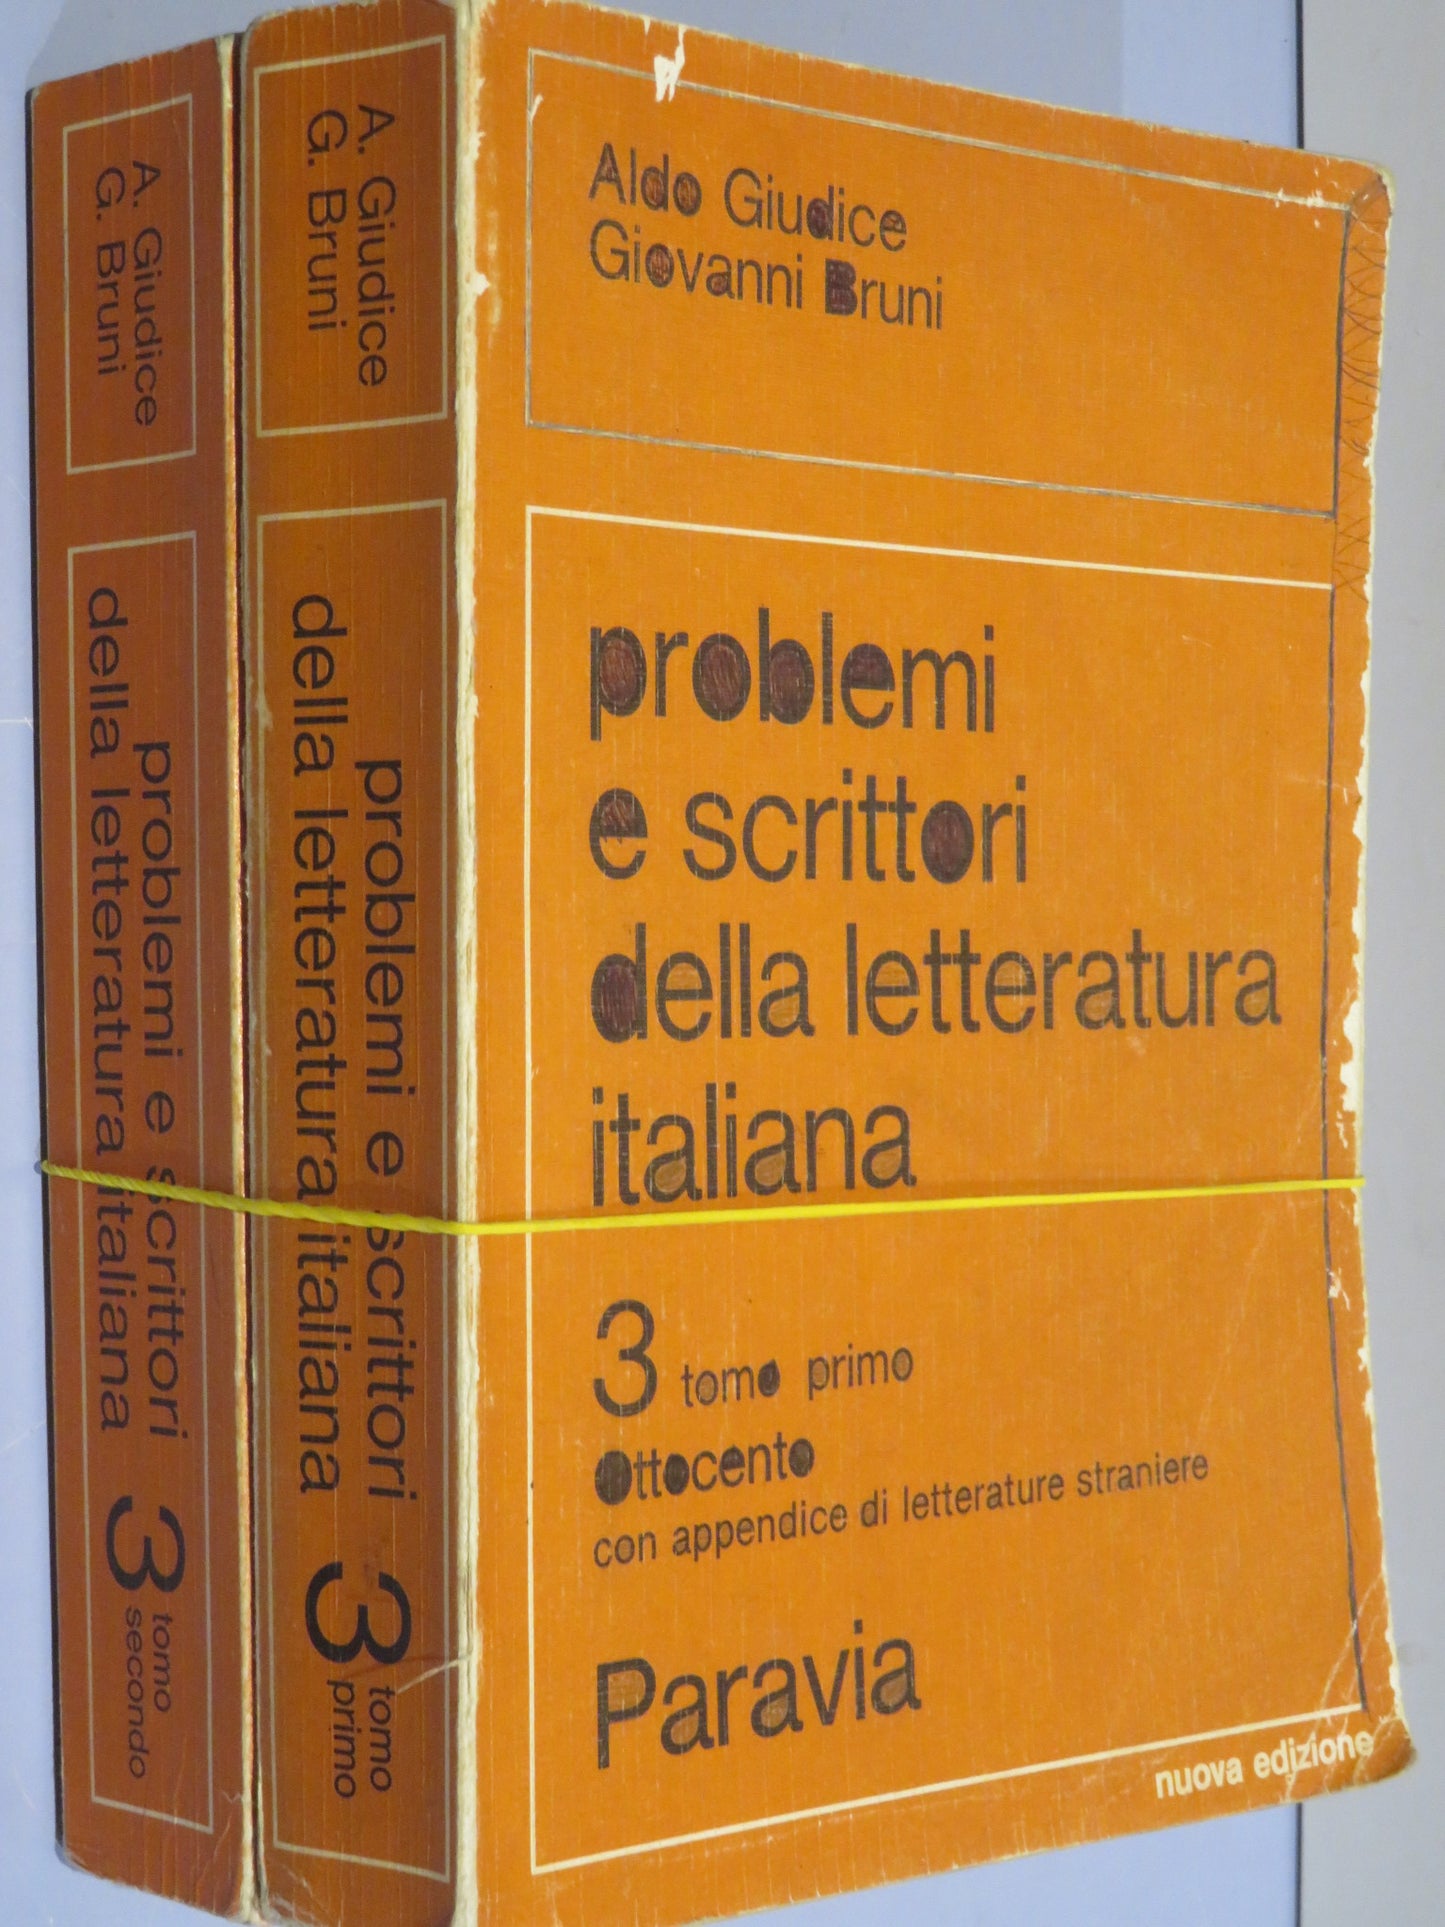 A. Giudice
G. Bruni
problemi e scrittori
della letteratura italiana
3 tomo
secondo
A. Giudice
G. Bruni
problemi e scrittori
della letteratura italiana
3 tomo
primo
Aldo Giudice
Giovanni Bruni
problemi
e scrittori
della letteratura
italiana
3 tomo primo
ottocento
con appendice di letterature straniere
Paravia
nuova edizione